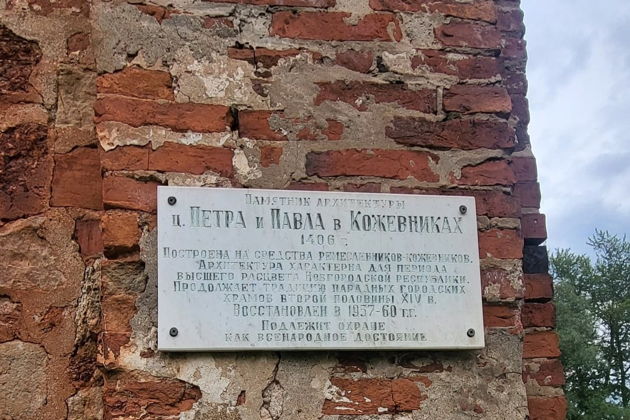 ПАМЯТНИК АРХИТЕКТУРЫ
Ц. ПЕТРА И ПАВЛА В КОЖЕВНИКАХ
1406 Г.
ПОСТРОЕНА НА СРЕДСТВА РЕМЕСЛЕННИКОВ-КОЖЕВНИКОВ.
АРХИТЕКТУРА ХАРАКТЕРНА ДЛЯ ПЕРИОДА
ВЫСШЕГО РАСЦВЕТА НОВГОРОДСКОЙ РЕСПУБЛИКИ.
ПРОДОЛЖАЕТ ТРАДИЦИИ НАРЯДНЫХ ГОРОДСКИХ
ХРАМОВ ВТОРОЙ ПОЛОВИНЫ XIV В.
ВОССТАНОВЛЕН В 1957-60 Г.Г.
ПОДЛЕЖИТ ОХРАНЕ
КАК ВСЕНАРОДНОЕ ДОСТОЯНИЕ